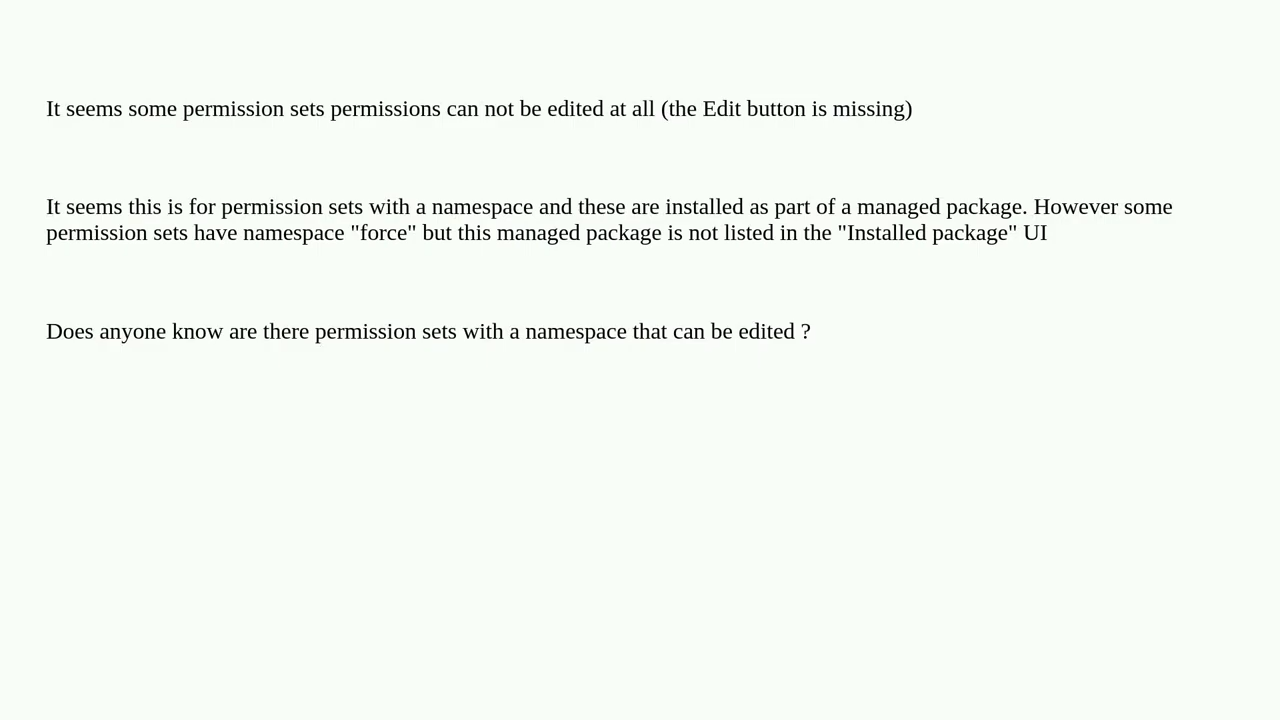 It seems some permission sets permissions can not be edited at all (the Edit button is missing)
It seems this is for permission sets with a namespace and these are installed as part of a managed package. However some
permission sets have namespace "force" but this managed package is not listed in the "Installed package" UI
Does anyone know are there permission sets with a namespace that can be edited ?